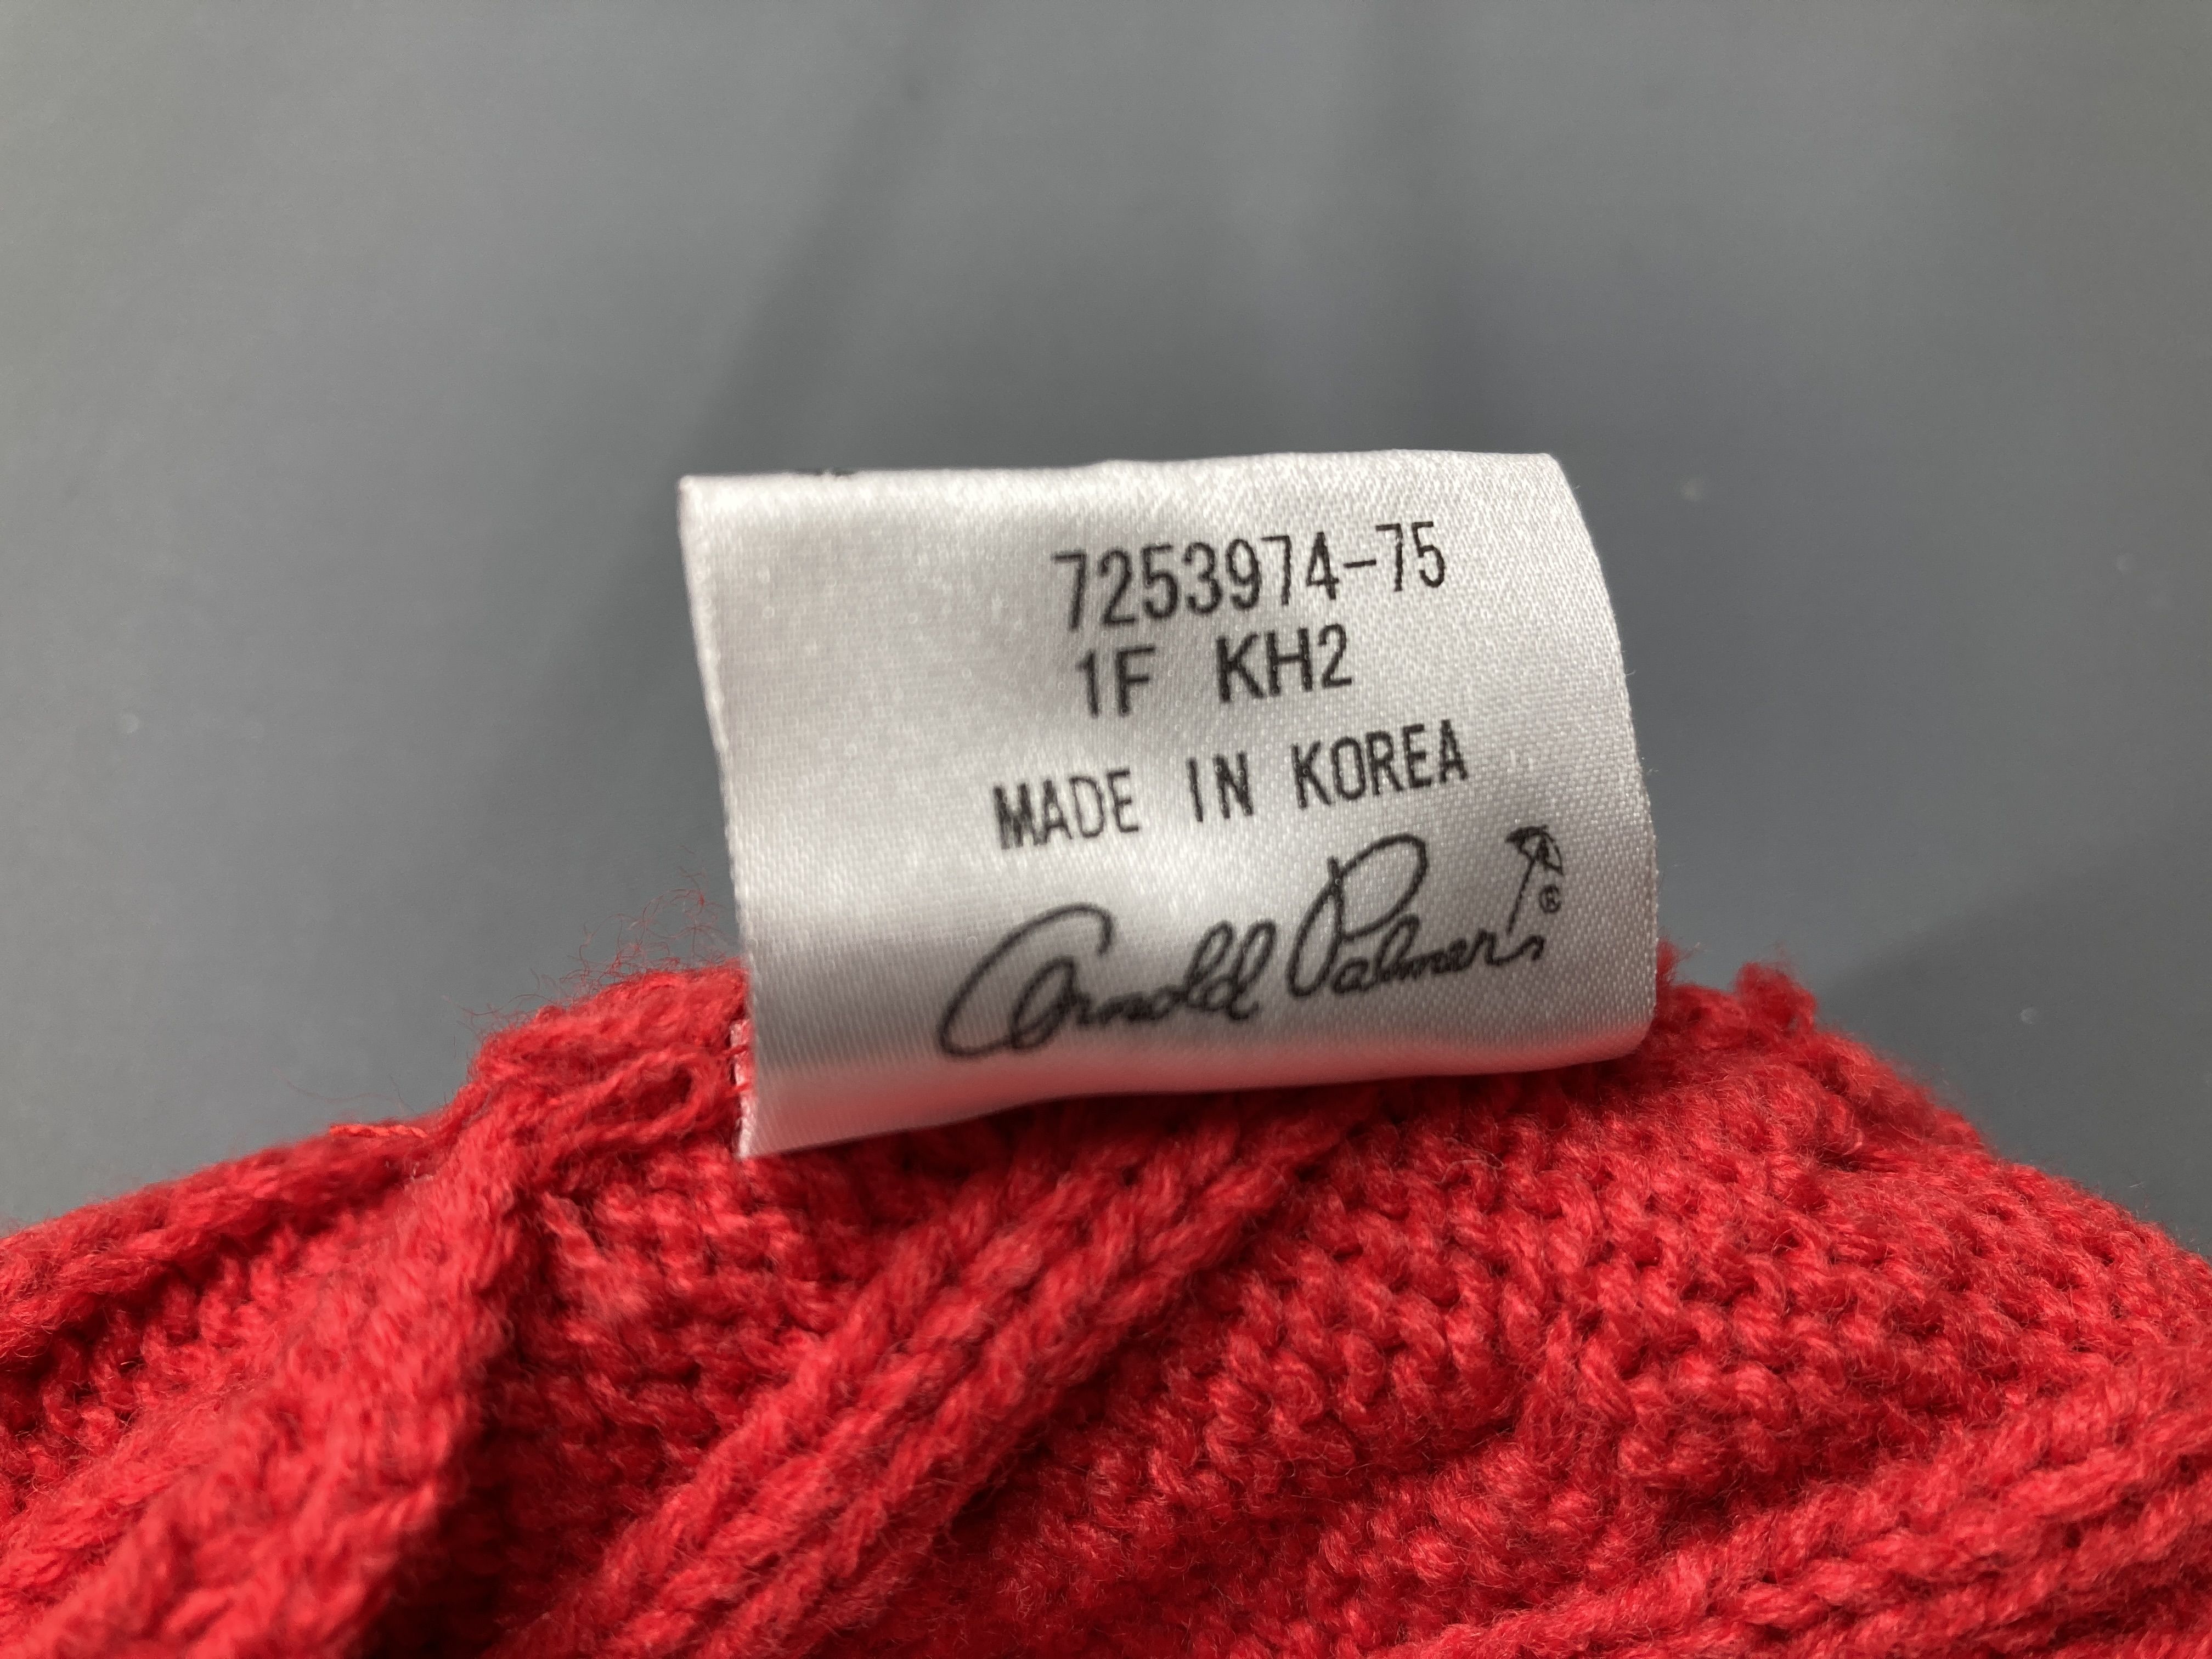 7253974-75
1F KH2
MADE IN KOREA
Arnold Palmer's ®